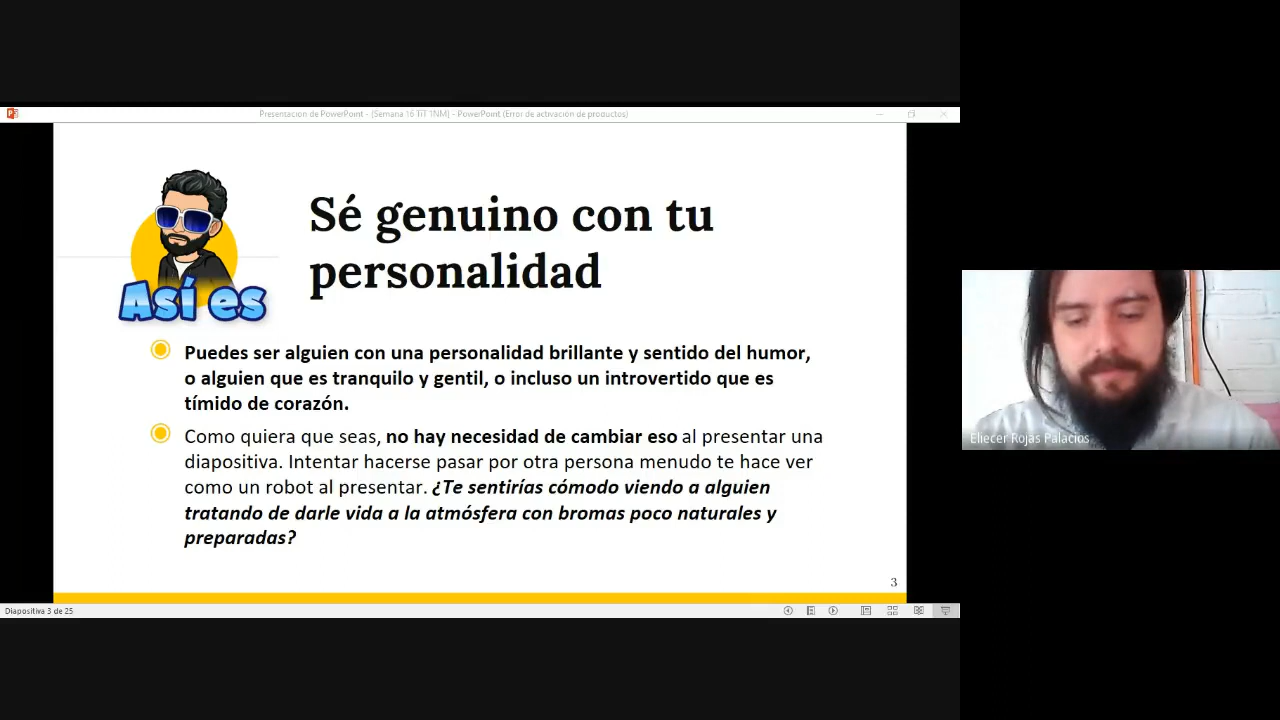 Presentación de PowerPoint - [Semana 16 TIT 1NM] - PowerPoint (Error de activación de productos)
Sé genuino con tu
personalidad
Así es
Puedes ser alguien con una personalidad brillante y sentido del humor,
o alguien que es tranquilo y gentil, o incluso un introvertido que es
tímido de corazón.
Como quiera que seas, no hay necesidad de cambiar eso al presentar una
diapositiva. Intentar hacerse pasar por otra persona menudo te hace ver
como un robot al presentar. ¿Te sentirías cómodo viendo a alguien
tratando de darle vida a la atmósfera con bromas poco naturales y
preparadas?
3
Diapositiva 3 de 25
Eliecer Rojas Palacios